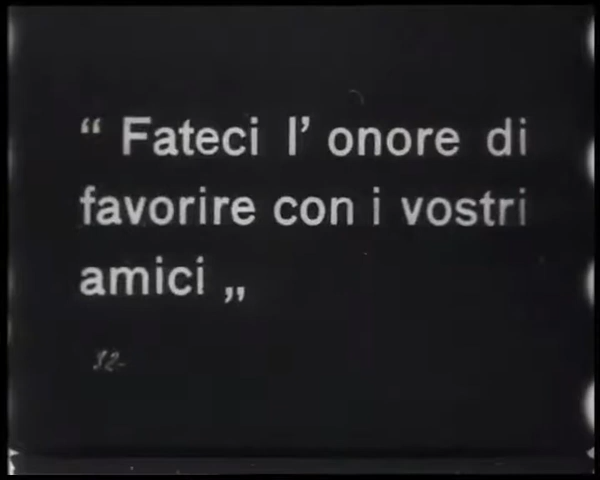 “ Fateci l’ onore di
favorire con i vostri
amici „
32-